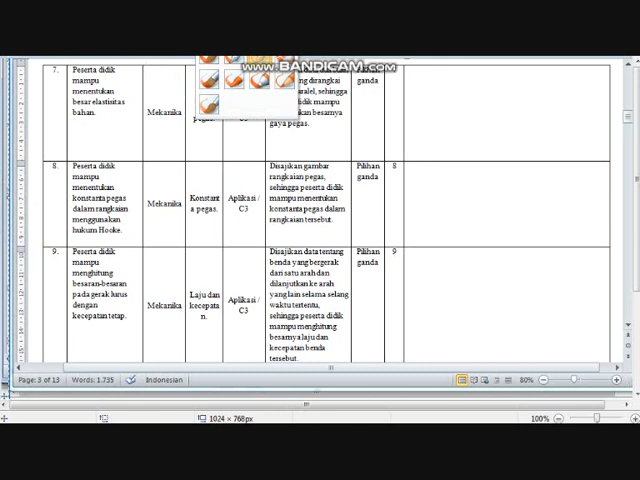 www.BANDICAM.com
7.
Peserta didik
mampu
menentukan
besar elastisitas
bahan.
Mekanika
pegas.
dirangkai
aralel, sehingga
didik mampu
kan besarnya
gaya pegas.
ganda
8.
Peserta didik
mampu
menentukan
konstanta pegas
dalam rangkaian
menggunakan
hukum Hooke.
Mekanika
Konstant
a pegas.
Aplikasi /
C3
Disajikan gambar
rangkaian pegas,
sehingga peserta didik
mampu menentukan
konstanta pegas dalam
rangkaian tersebut.
Pilihan
ganda
8
9.
Peserta didik
mampu
menghitung
besaran-besaran
pada gerak lurus
dengan
kecepatan tetap.
Mekanika
Laju dan
kecepata
n.
Aplikasi /
C3
Disajikan data tentang
benda yang bergerak
dari satu arah dan
dilanjutkan ke arah
yang lain selama selang
waktu tertentu,
sehingga peserta didik
mampu menghitung
besarnya laju dan
kecepatan benda
tersebut.
Pilihan
ganda
9
Page: 3 of 13
Words: 1.735
Indonesian
80%
1024 × 768px
100%